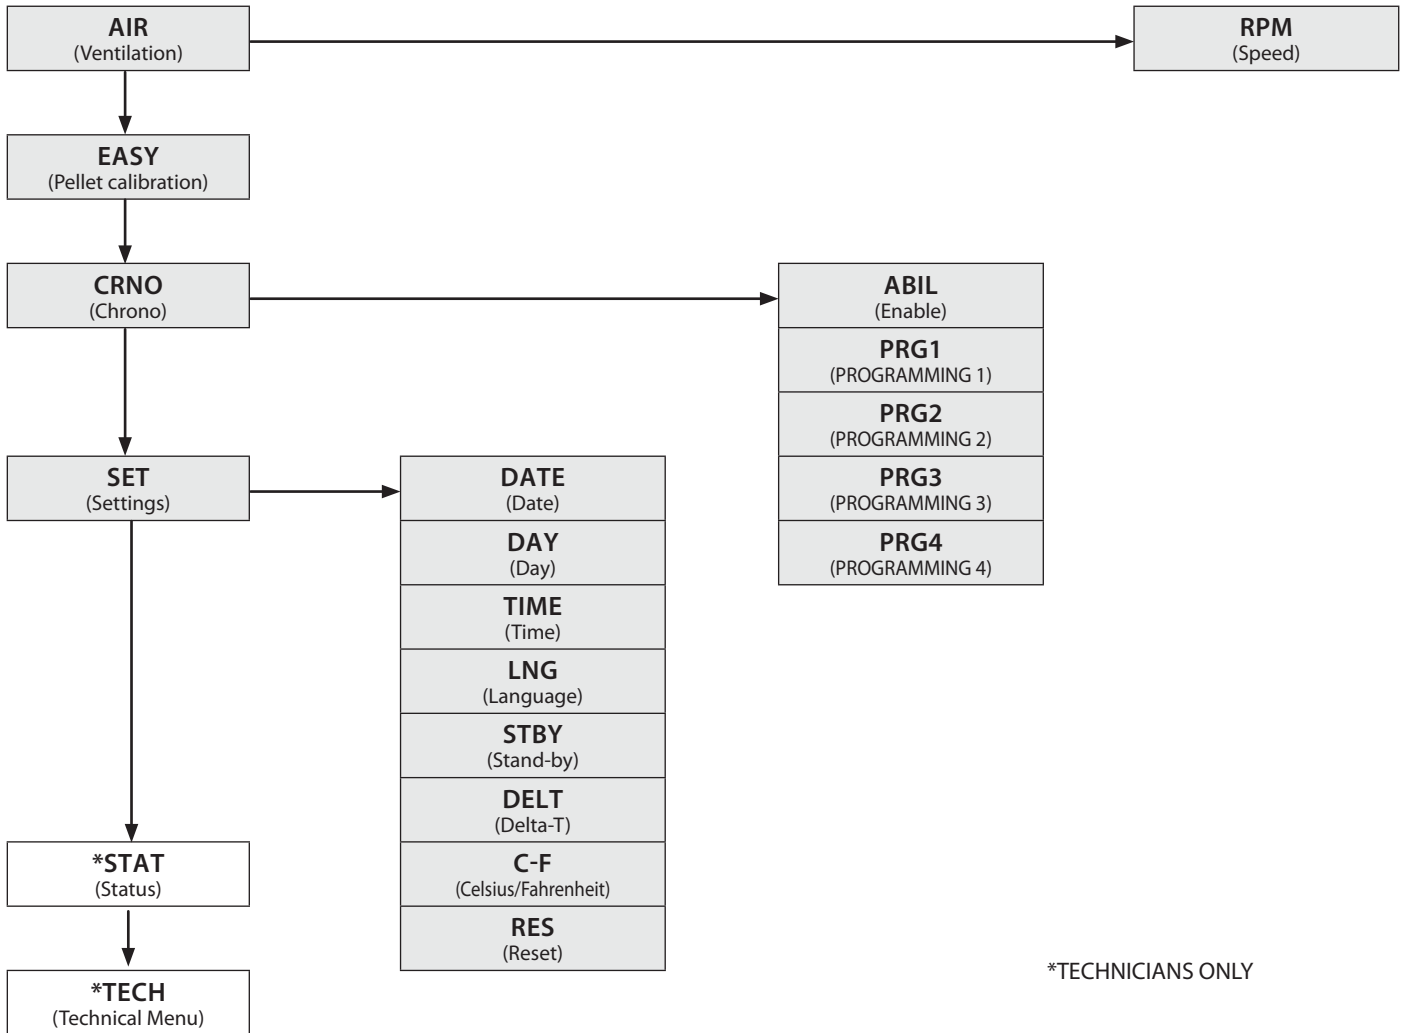 AIR
(Ventilation)
RPM
(Speed)
EASY
(Pellet calibration)
CRNO
(Chrono)
ABIL
(Enable)
PRG1
(PROGRAMMING 1)
PRG2
(PROGRAMMING 2)
PRG3
(PROGRAMMING 3)
PRG4
(PROGRAMMING 4)
SET
(Settings)
DATE
(Date)
DAY
(Day)
TIME
(Time)
LNG
(Language)
STBY
(Stand-by)
DELT
(Delta-T)
C-F
(Celsius/Fahrenheit)
RES
(Reset)
*STAT
(Status)
*TECH
(Technical Menu)
*TECHNICIANS ONLY